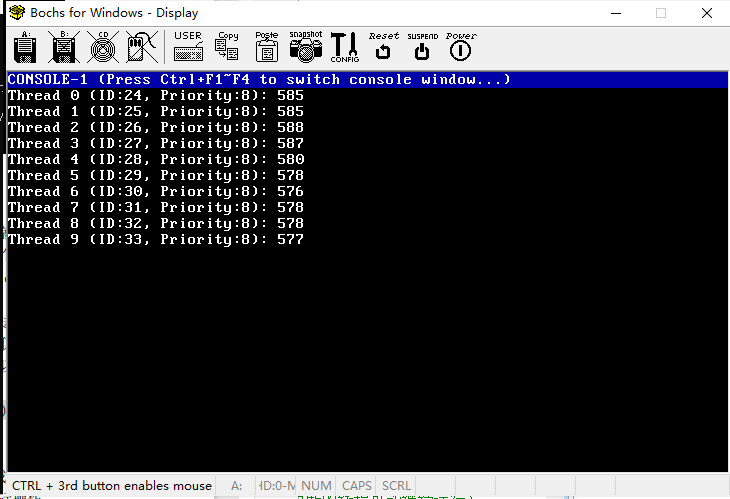 Bochs for Windows - Display
A: B: CD USER Copy Paste Snapshot CONFIG Reset SUSPEND Power
CONSOLE-1 (Press Ctrl+F1~F4 to switch console window...)
Thread 0 (ID:24, Priority:8): 585
Thread 1 (ID:25, Priority:8): 585
Thread 2 (ID:26, Priority:8): 588
Thread 3 (ID:27, Priority:8): 587
Thread 4 (ID:28, Priority:8): 580
Thread 5 (ID:29, Priority:8): 578
Thread 6 (ID:30, Priority:8): 576
Thread 7 (ID:31, Priority:8): 578
Thread 8 (ID:32, Priority:8): 578
Thread 9 (ID:33, Priority:8): 577
CTRL + 3rd button enables mouse A: HD:0-M NUM CAPS SCRL